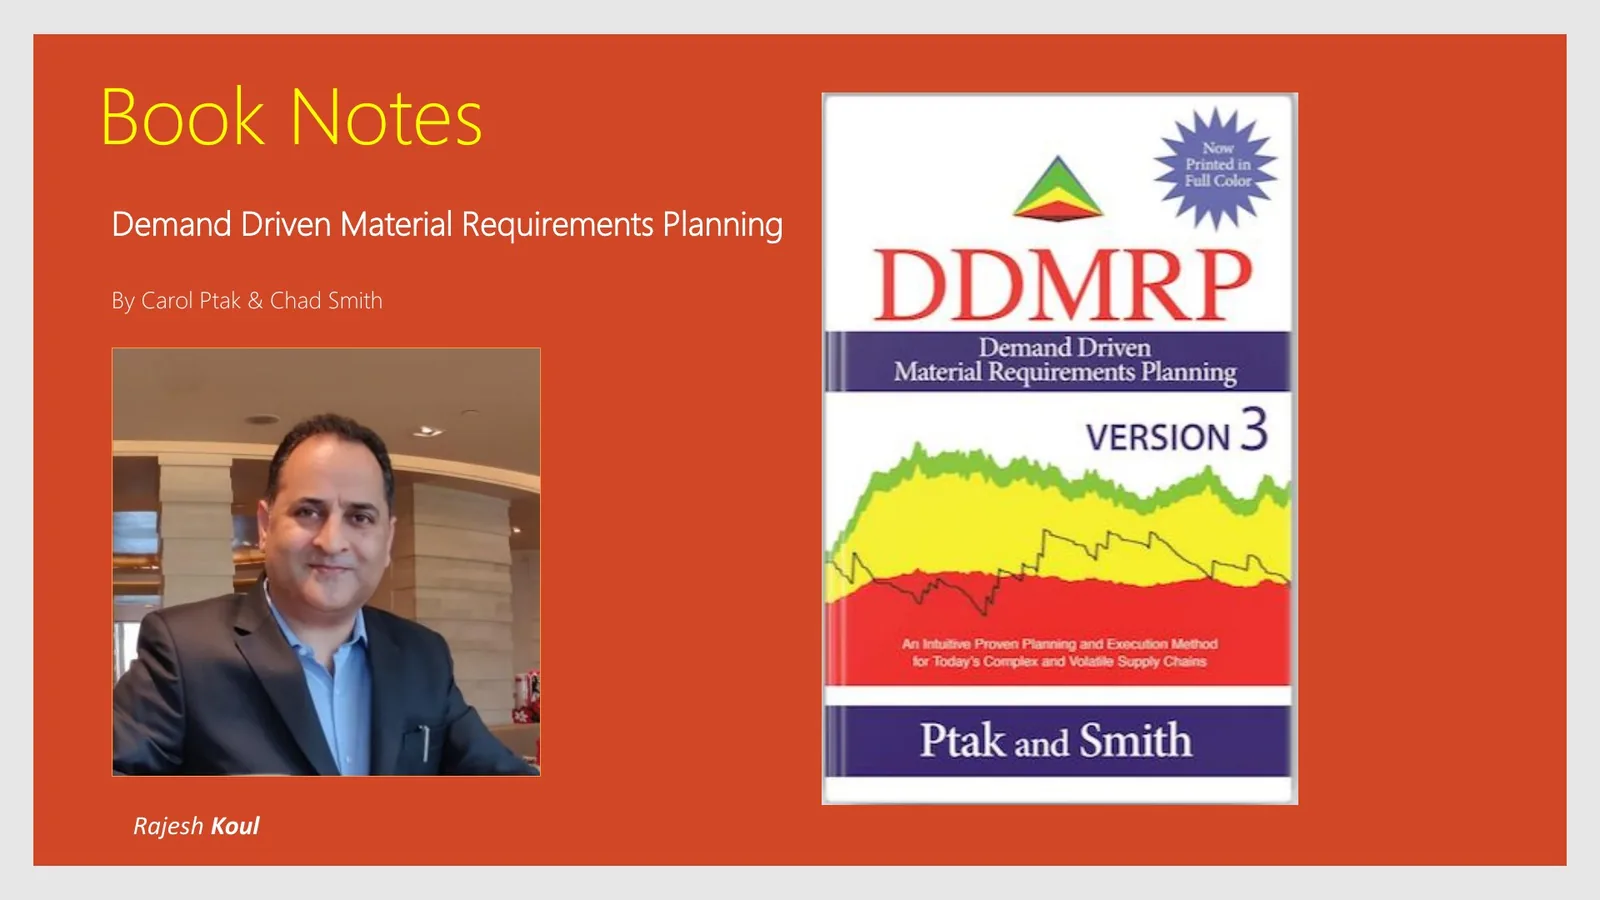 Book Notes
Demand Driven Material Requirements Planning
By Carol Ptak & Chad Smith
Rajesh Koul
Now
Printed in
Full Color
DDMRP
Demand Driven
Material Requirements Planning
VERSION 3
An Intuitive Proven Planning and Execution Method
for Today's Complex and Volatile Supply Chains
Ptak and Smith